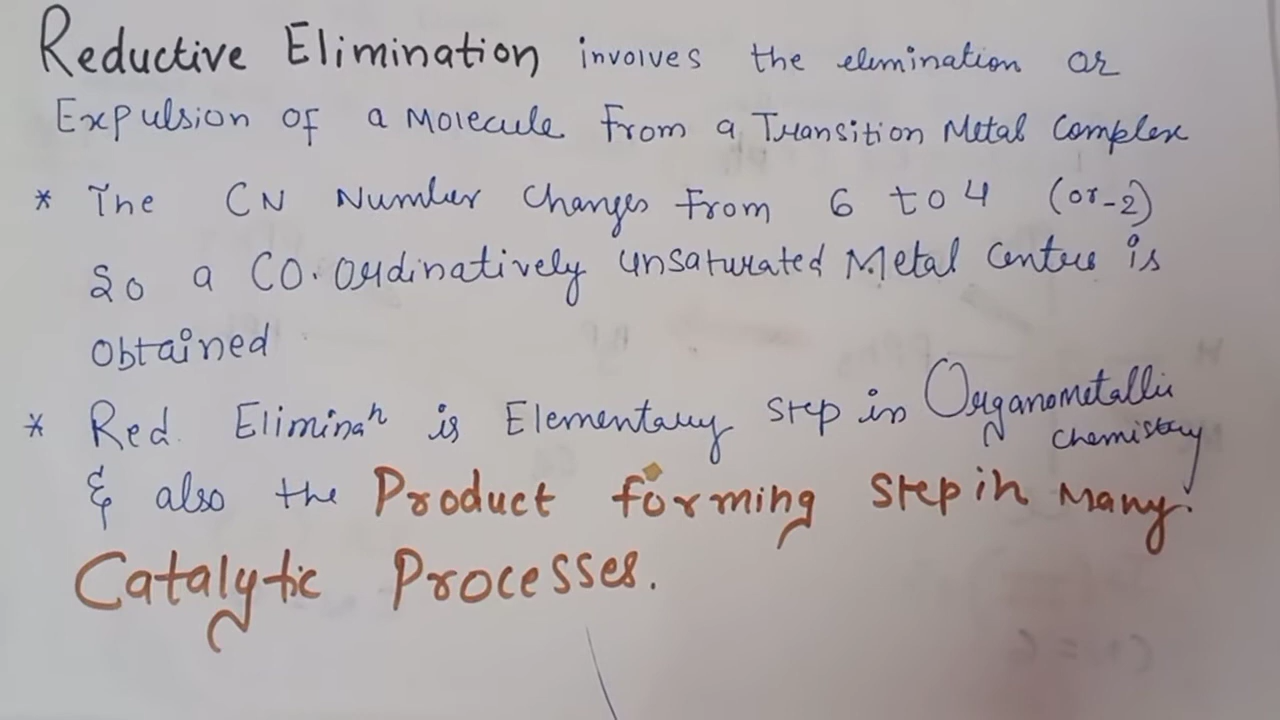 Reductive Elimination involves the elimination or
Expulsion of a Molecule From a Transition Metal Complex
* The CN Number Changes From 6 to 4 (or -2)
So a CO.ordinatively unsaturated Metal Centre is
Obtained
* Red. Eliminaⁿ is Elementary step in Organometallic
chemistry
& also the Product forming step in Many
Catalytic Processes.